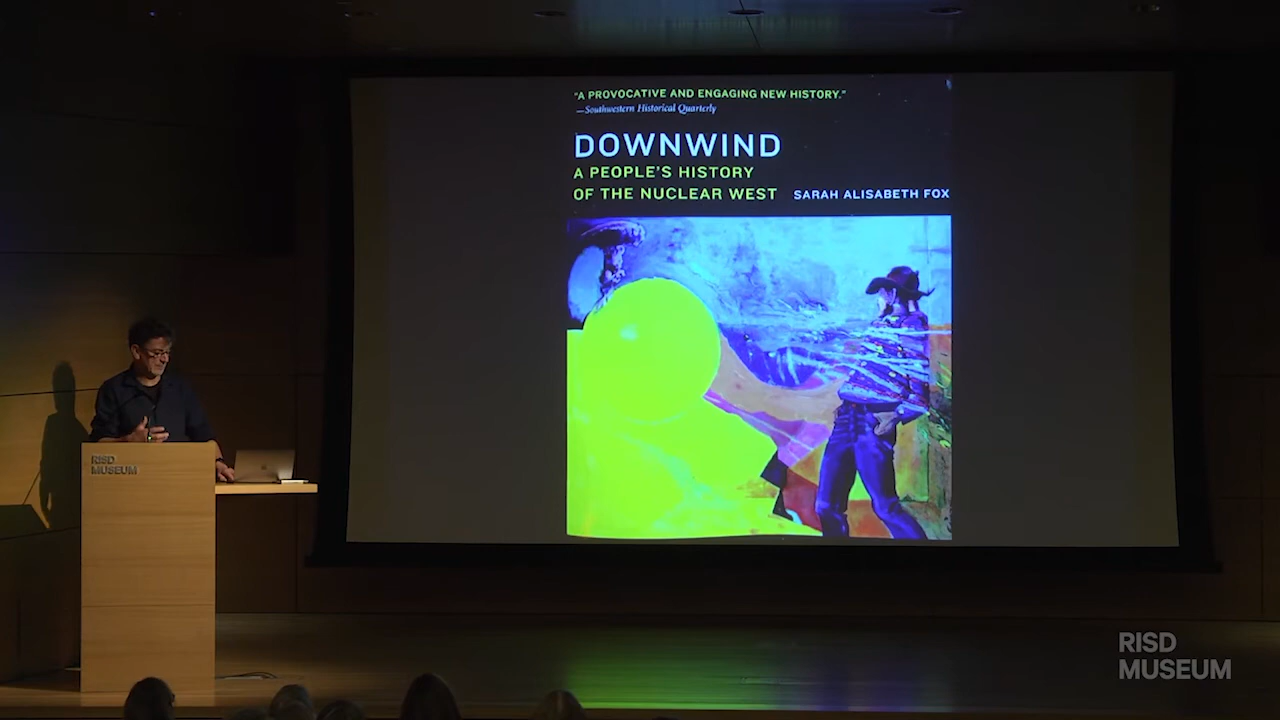 "A PROVOCATIVE AND ENGAGING NEW HISTORY."
—Southwestern Historical Quarterly
DOWNWIND
A PEOPLE'S HISTORY
OF THE NUCLEAR WEST
SARAH ALISABETH FOX
RISD
MUSEUM
RISD
MUSEUM